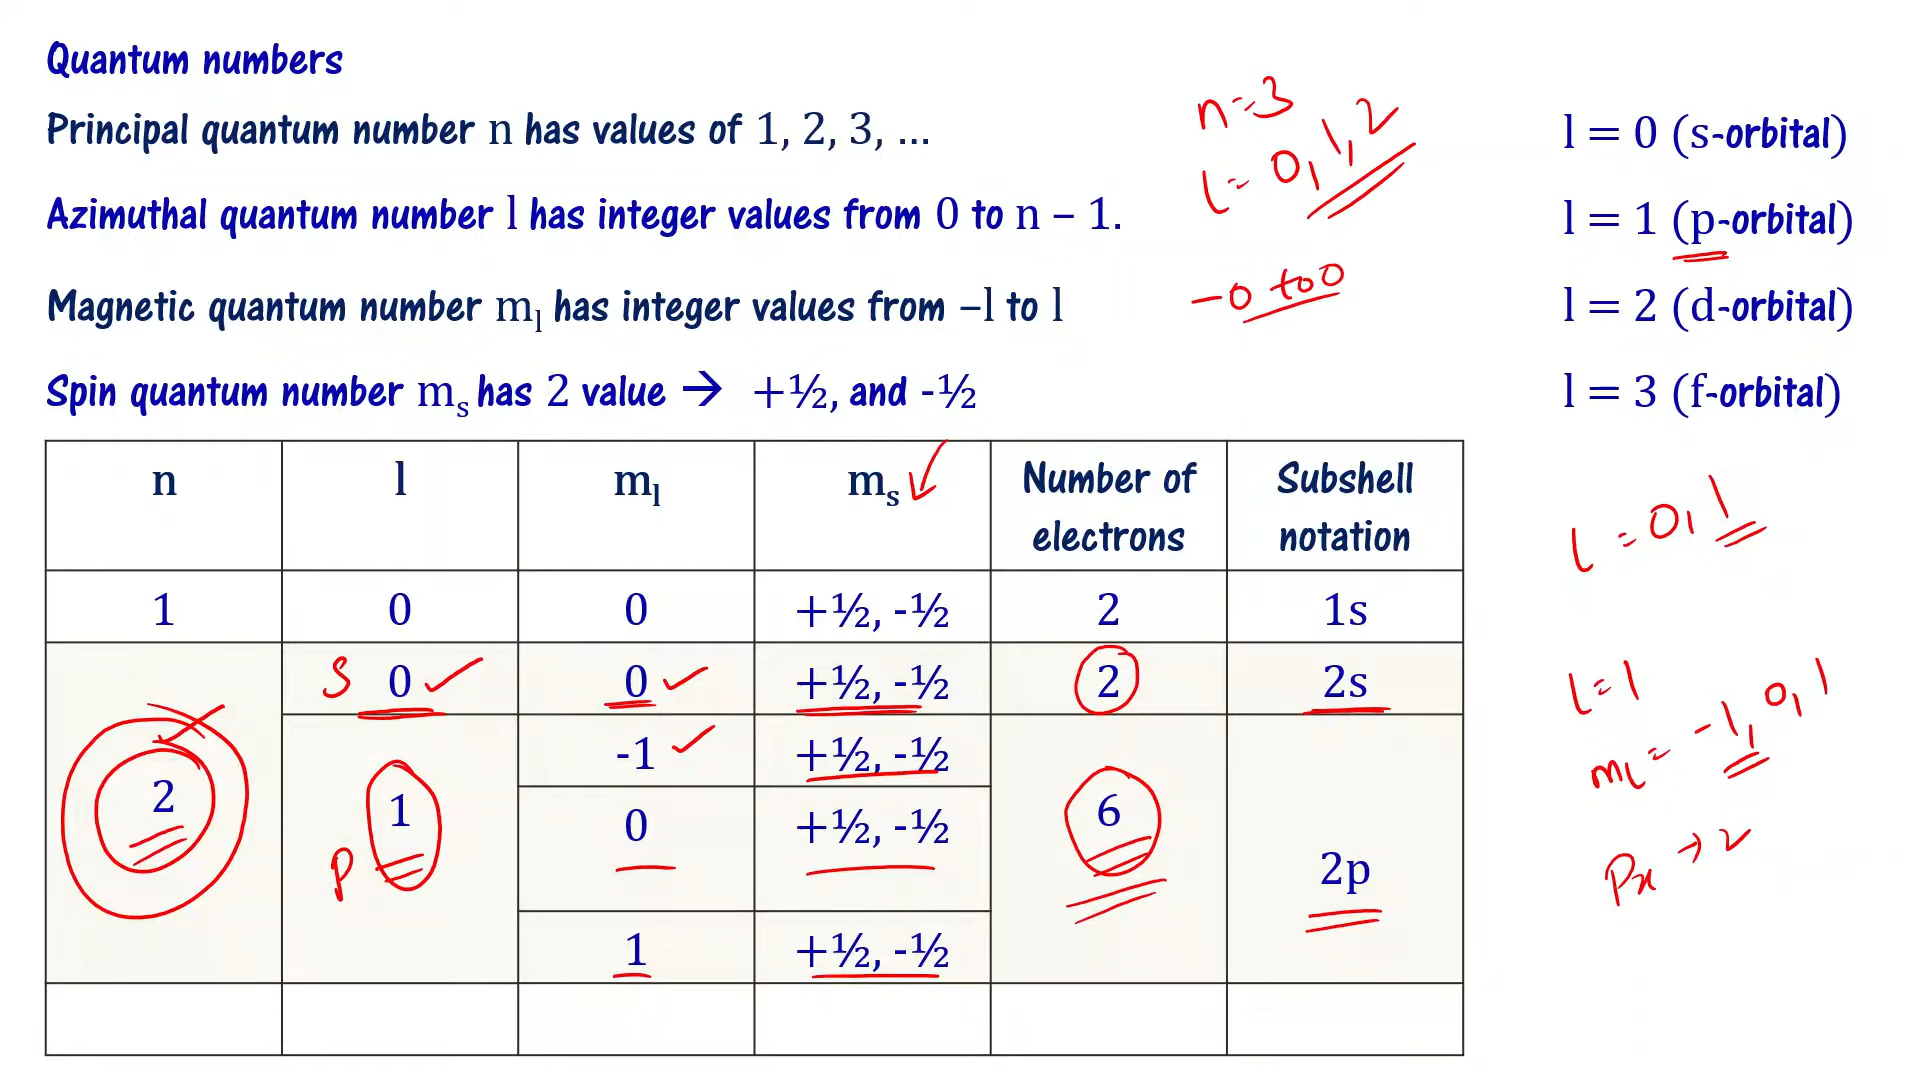 Quantum numbers
Principal quantum number n has values of 1, 2, 3, ...
n = 3
l = 0, 1, 2
l = 0 (s-orbital)
Azimuthal quantum number l has integer values from 0 to n – 1.
l = 1 (p-orbital)
Magnetic quantum number mₗ has integer values from –l to l
-0 to 0
l = 2 (d-orbital)
Spin quantum number mₛ has 2 value → +½, and -½
l = 3 (f-orbital)
n l mₗ mₛ Number of electrons Subshell notation
l = 0, 1
1 0 0 +½, -½ 2 1s
2 S 0 0 +½, -½ 2 2s
p 1 -1 +½, -½ 6 2p
0 +½, -½
1 +½, -½
l = 1
mₗ = -1, 0, 1
Pₓ → 2